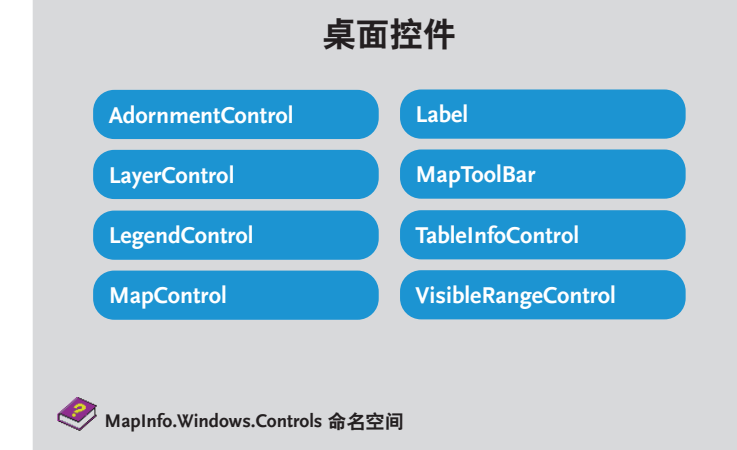 桌面控件
AdornmentControl
Label
LayerControl
MapToolBar
LegendControl
TableInfoControl
MapControl
VisibleRangeControl
?
MapInfo.Windows.Controls 命名空间